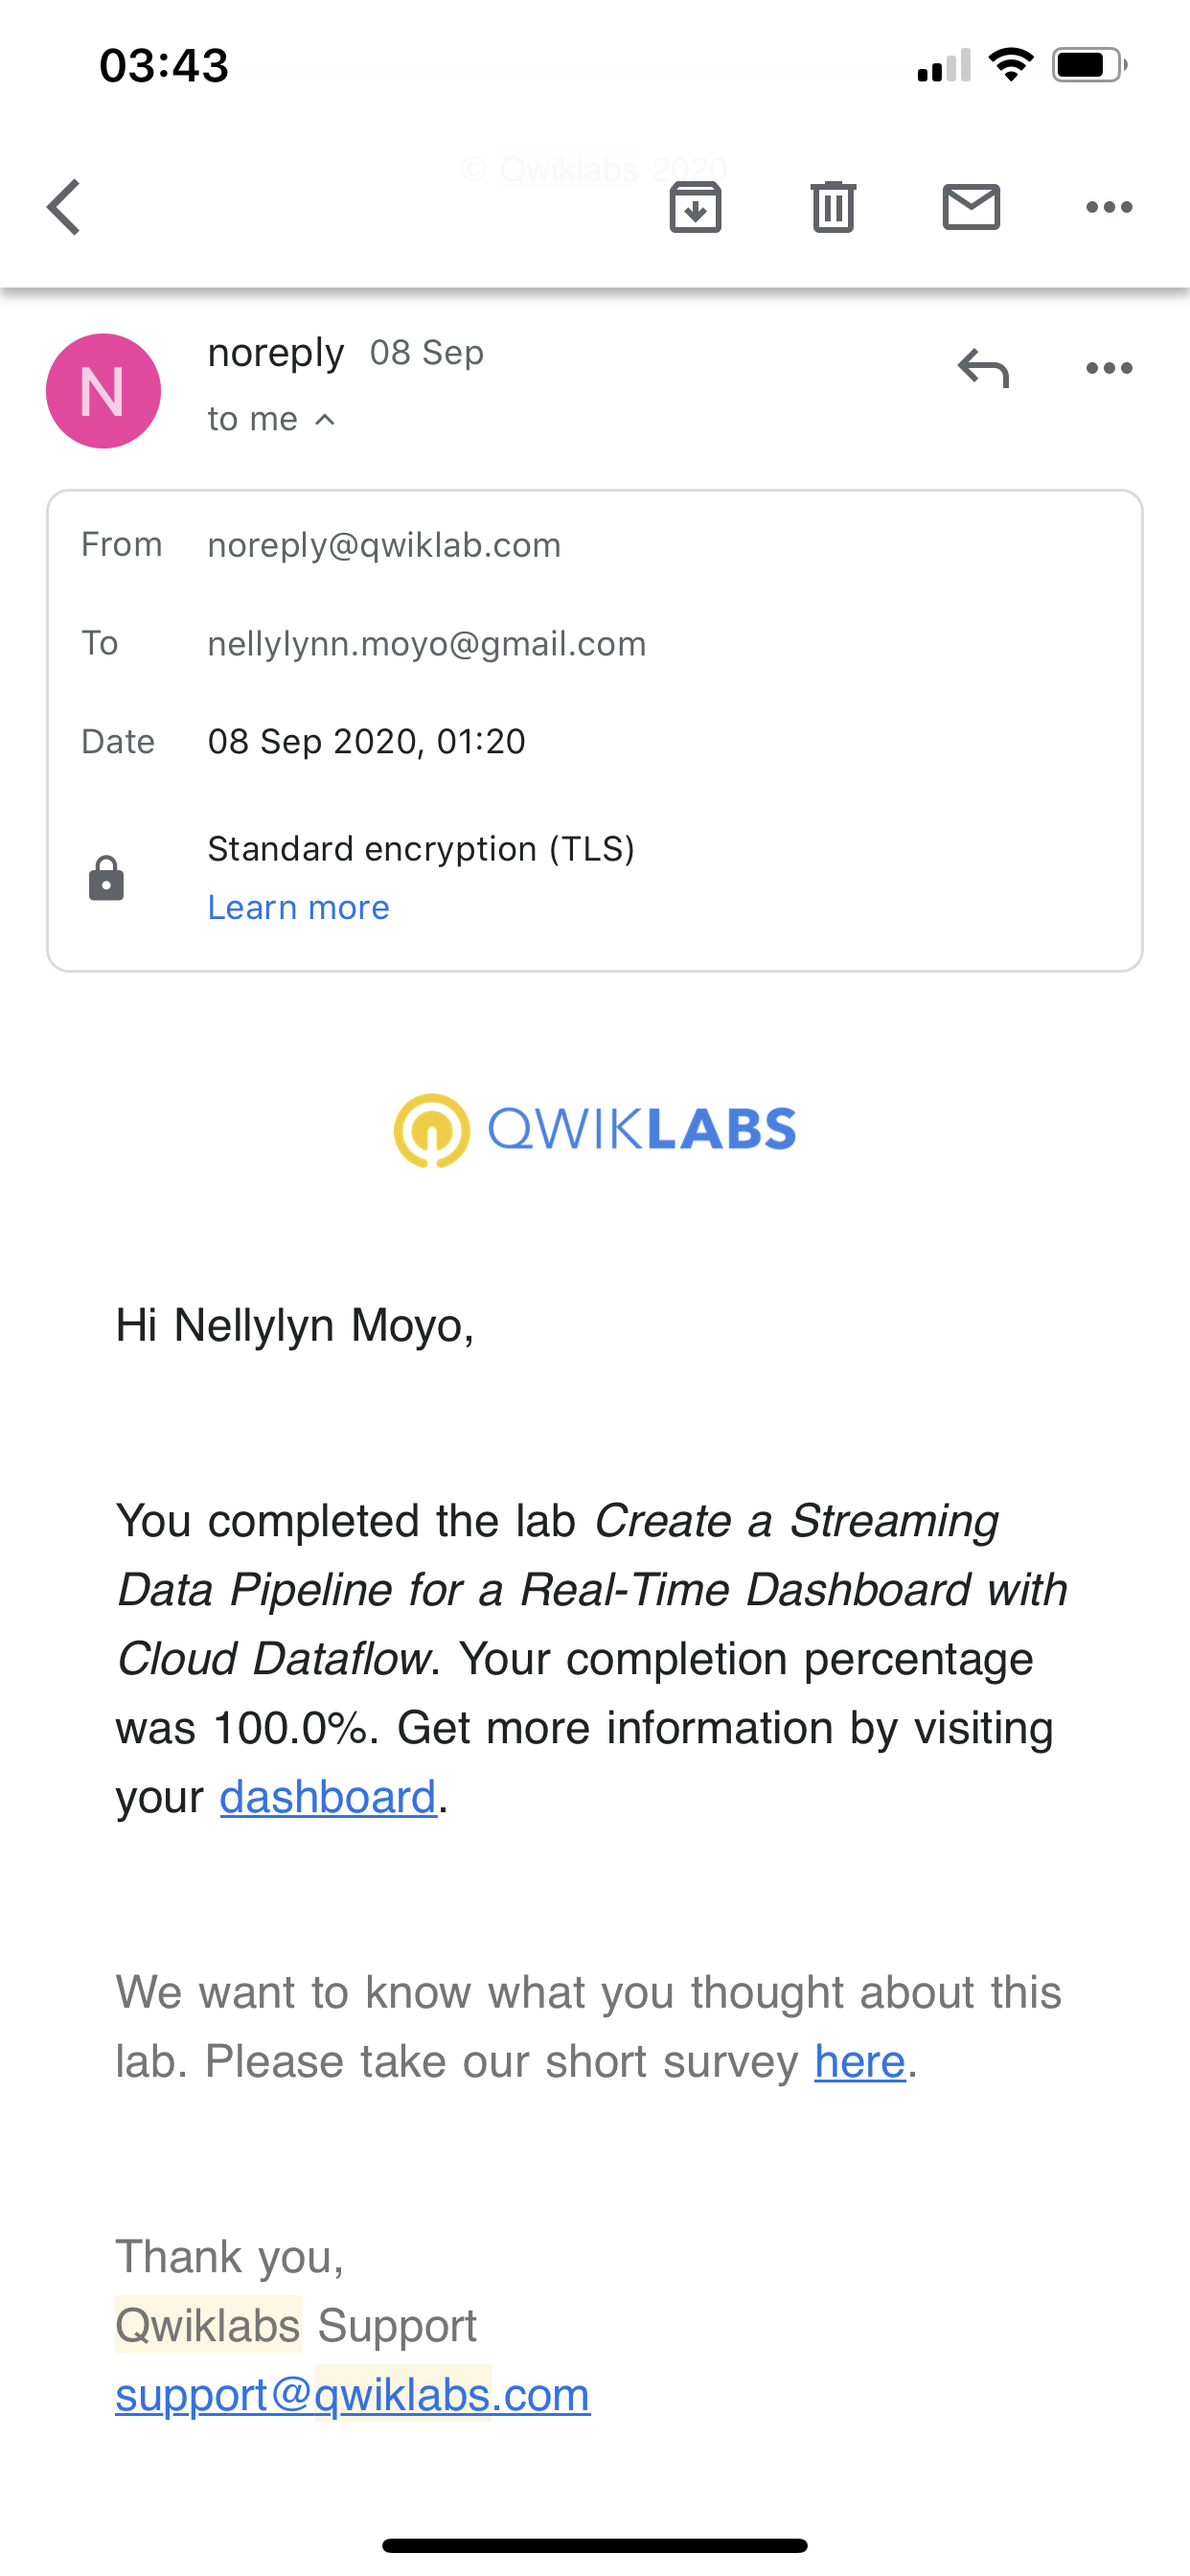 03:43
© Qwiklabs 2020
N
noreply 08 Sep
to me
From noreply@qwiklab.com
To nellylynn.moyo@gmail.com
Date 08 Sep 2020, 01:20
Standard encryption (TLS)
Learn more
QWIKLABS
Hi Nellylyn Moyo,
You completed the lab Create a Streaming
Data Pipeline for a Real-Time Dashboard with
Cloud Dataflow. Your completion percentage
was 100.0%. Get more information by visiting
your dashboard.
We want to know what you thought about this
lab. Please take our short survey here.
Thank you,
Qwiklabs Support
support@qwiklabs.com